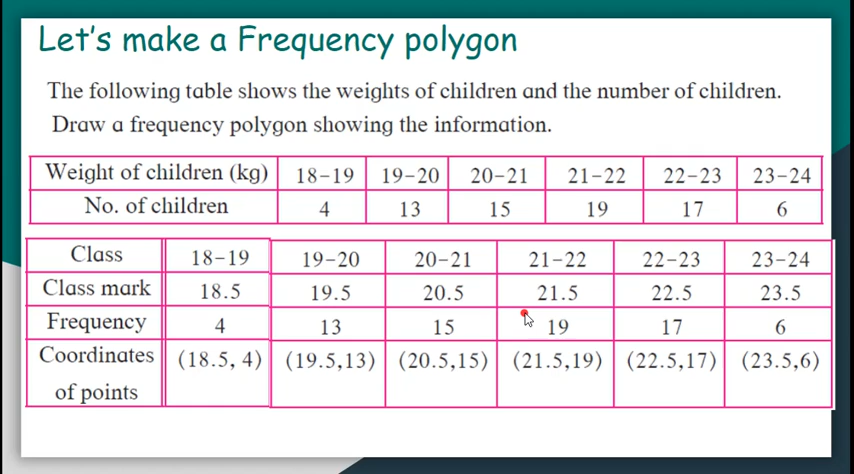 Let's make a Frequency polygon
The following table shows the weights of children and the number of children.
Draw a frequency polygon showing the information.
Weight of children (kg) 18-19 19-20 20-21 21-22 22-23 23-24
No. of children 4 13 15 19 17 6
Class 18-19 19-20 20-21 21-22 22-23 23-24
Class mark 18.5 19.5 20.5 21.5 22.5 23.5
Frequency 4 13 15 19 17 6
Coordinates (18.5, 4) (19.5,13) (20.5,15) (21.5,19) (22.5,17) (23.5,6)
of points